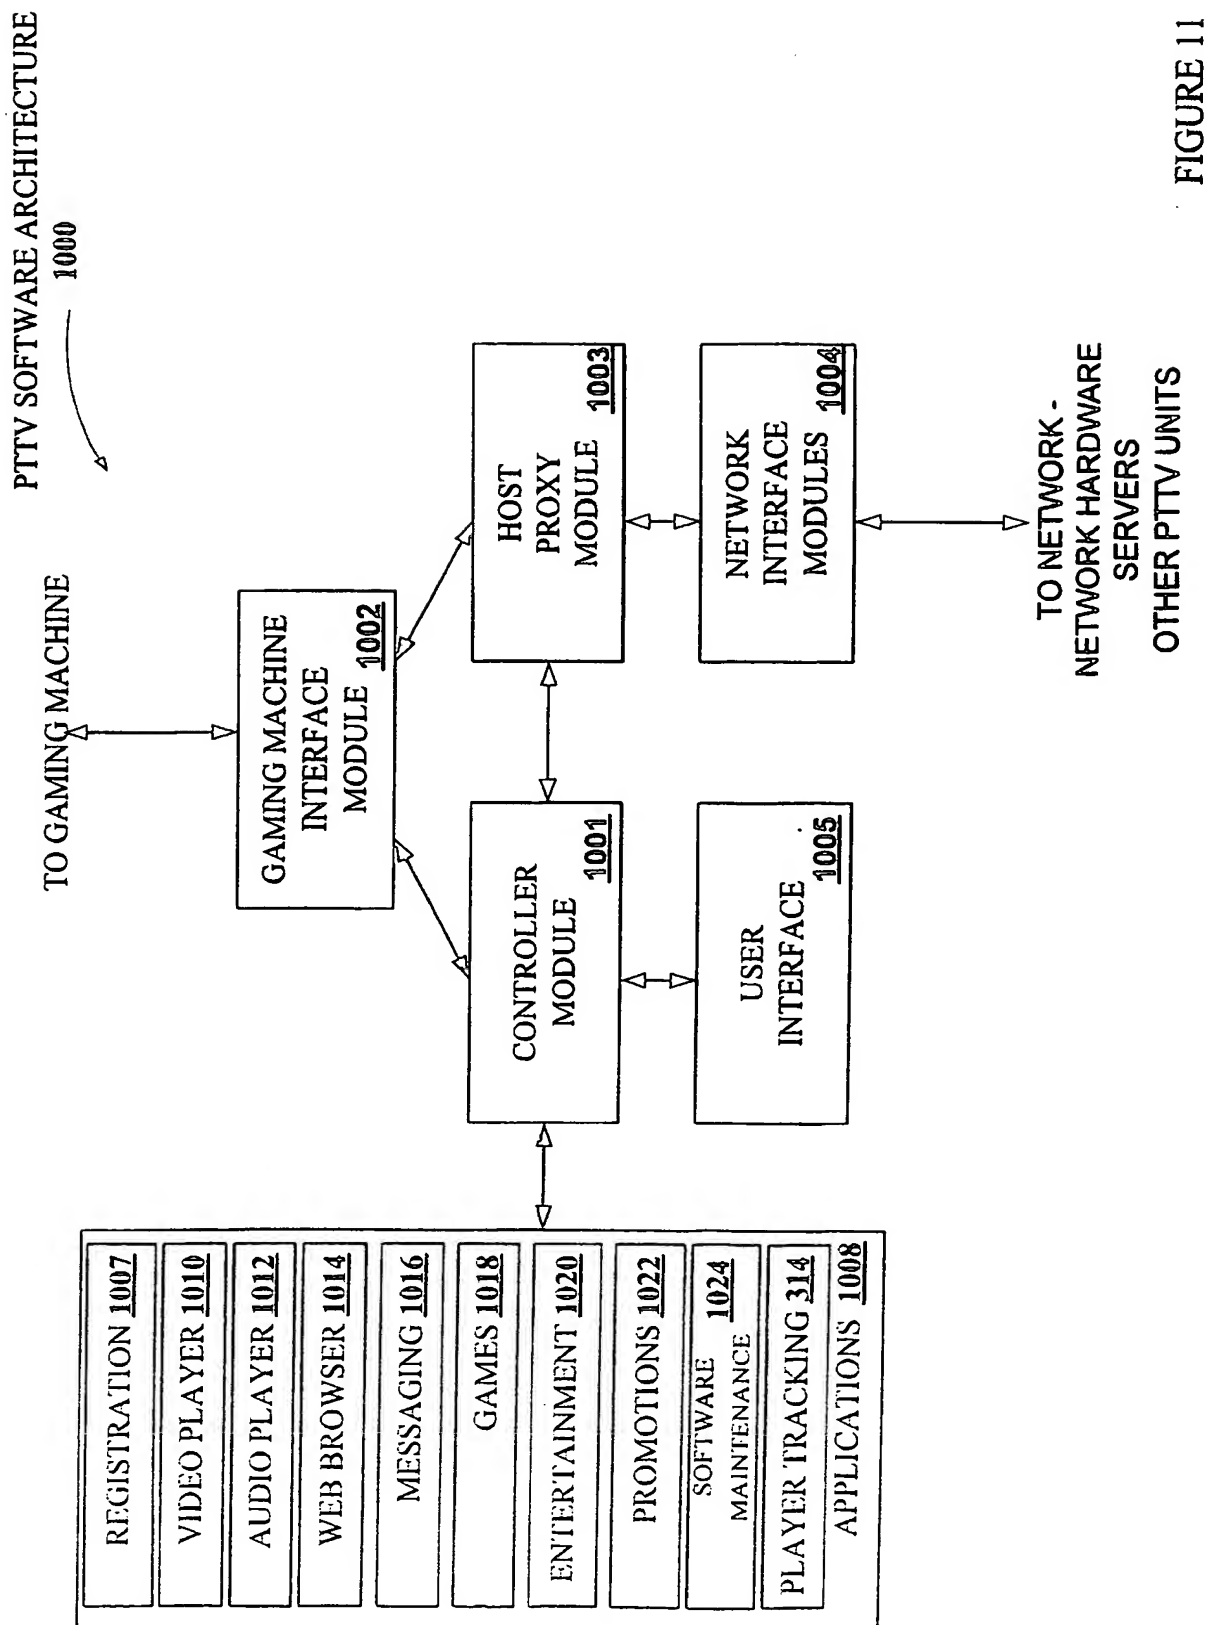 PTTV SOFTWARE ARCHITECTURE
1000
TO GAMING MACHINE
GAMING MACHINE
INTERFACE
MODULE 1002
REGISTRATION 1007
VIDEO PLAYER 1010
AUDIO PLAYER 1012
WEB BROWSER 1014
MESSAGING 1016
GAMES 1018
ENTERTAINMENT 1020
PROMOTIONS 1022
SOFTWARE 1024
MAINTENANCE
PLAYER TRACKING 314
APPLICATIONS 1008
CONTROLLER
MODULE
1001
HOST
PROXY
MODULE
1003
USER
INTERFACE
1005
NETWORK
INTERFACE
MODULES
1004
TO NETWORK -
NETWORK HARDWARE
SERVERS
OTHER PTTV UNITS
FIGURE 11